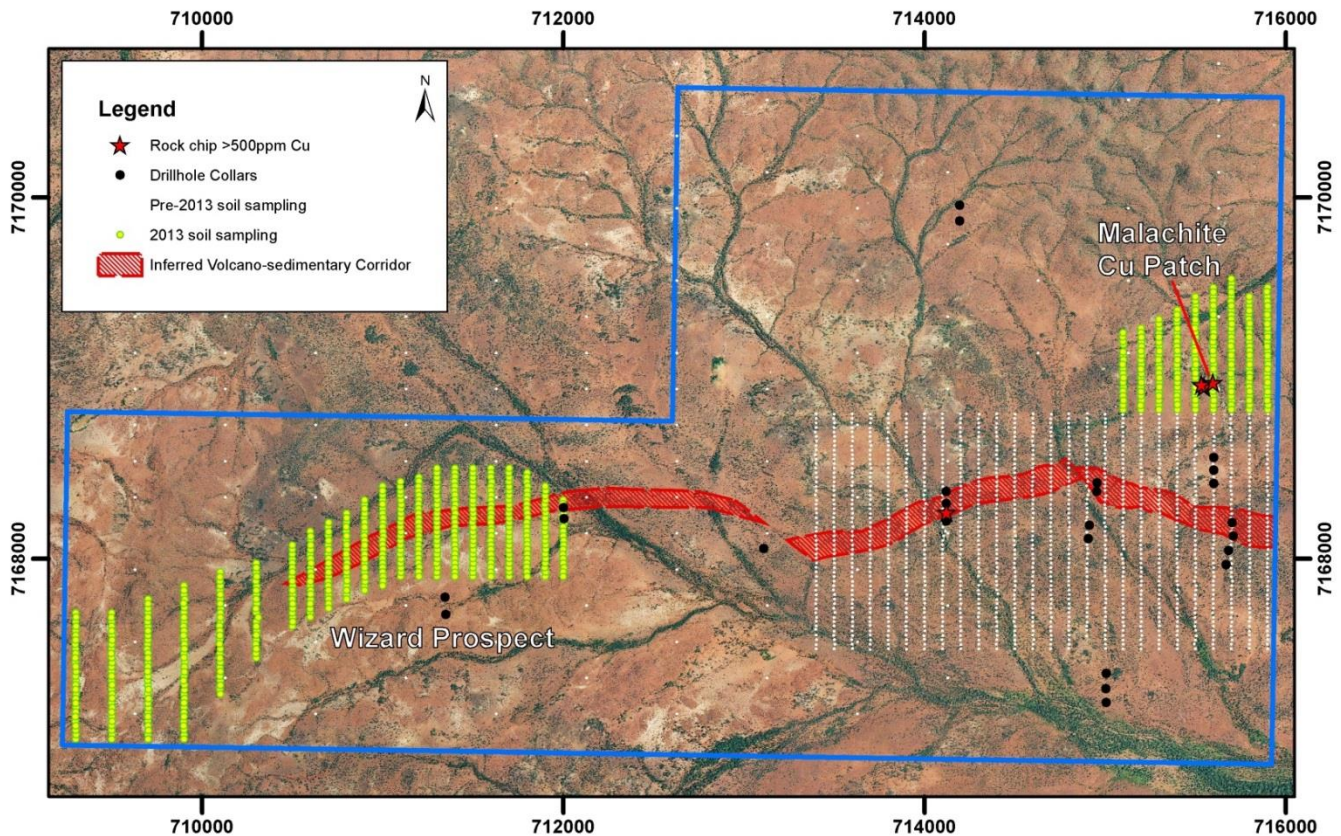 710000
712000
714000
716000
Legend
N
Rock chip >500ppm Cu
Drillhole Collars
Pre-2013 soil sampling
2013 soil sampling
Inferred Volcano-sedimentary Corridor
7170000
7170000
Malachite
Cu Patch
7168000
7168000
Wizard Prospect
710000
712000
714000
716000